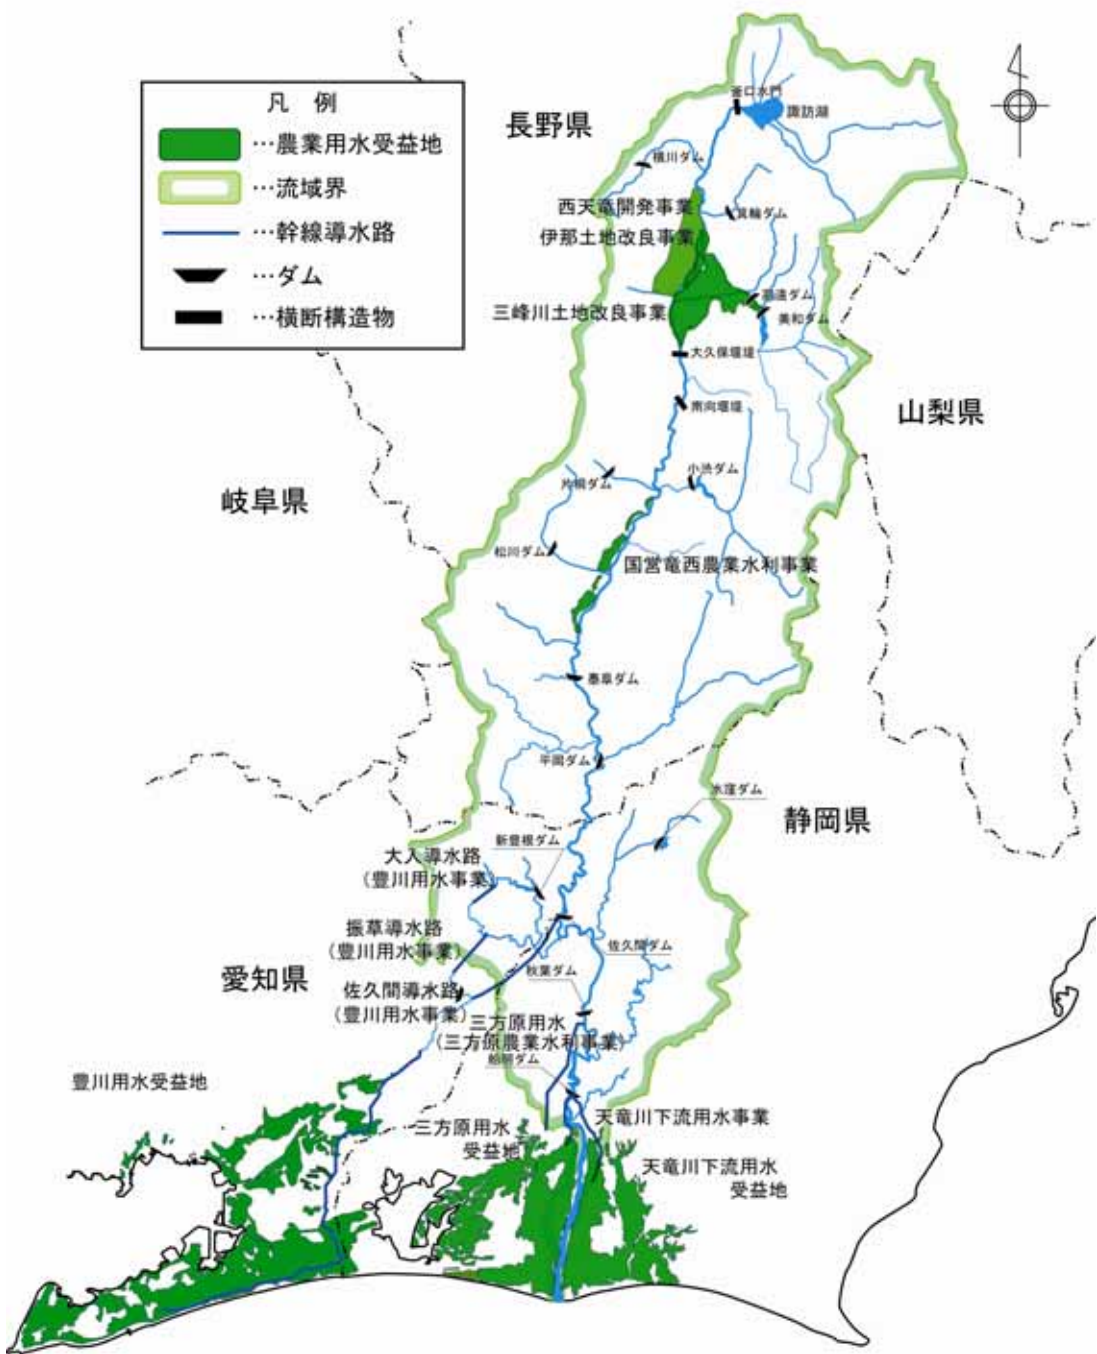 凡 例
…農業用水受益地
…流域界
…幹線導水路
…ダム
…横断構造物
長野県
釜口水門
諏訪湖
横川ダム
西天竜開発事業
箕輪ダム
伊那土地改良事業
高遠ダム
三峰川土地改良事業
美和ダム
大久保堰堤
南向堰堤
山梨県
岐阜県
片桐ダム
小渋ダム
松川ダム
国営竜西農業水利事業
平岡ダム
水窪ダム
静岡県
新豊根ダム
大入導水路
(豊川用水事業)
振草導水路
(豊川用水事業)
佐久間ダム
愛知県
秋葉ダム
佐久間導水路
(豊川用水事業)
三方原用水
(三方原農業水利事業)
船明ダム
豊川用水受益地
三方原用水
受益地
天竜川下流用水事業
天竜川下流用水
受益地